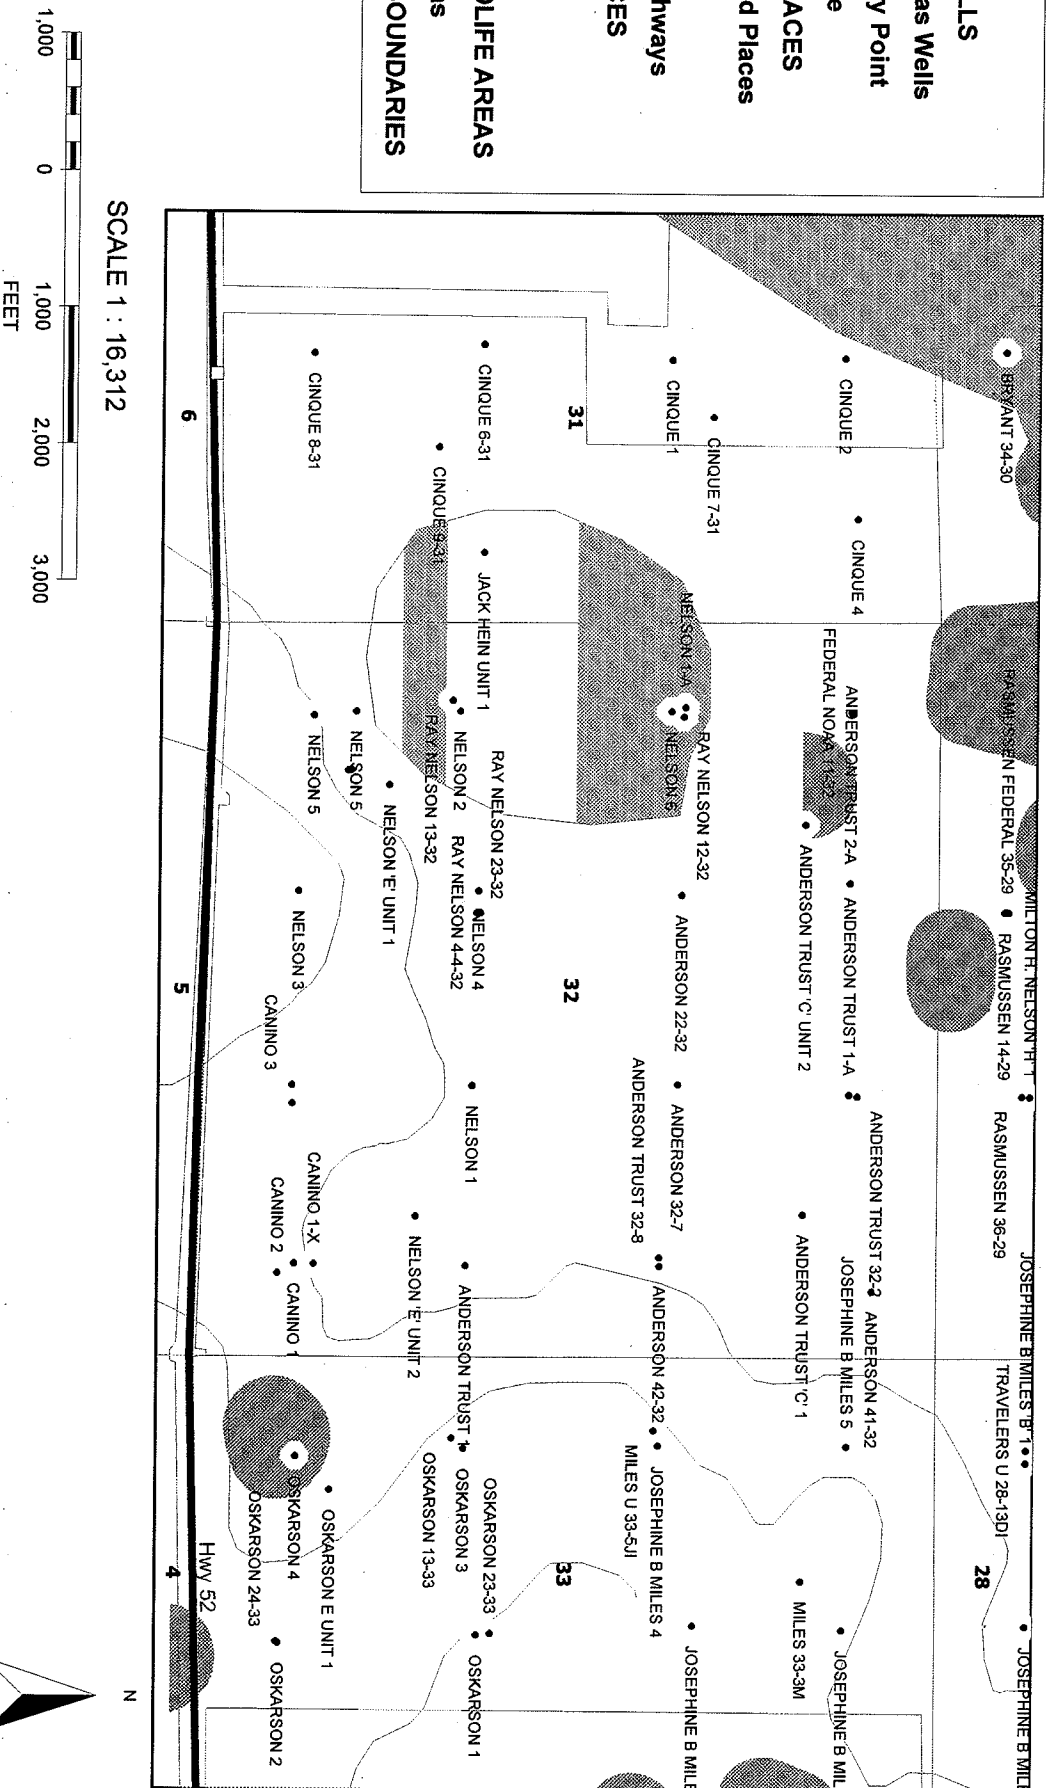 LLS
as Wells
y Point
e
ACES
d Places
hways
CES
DLIFE AREAS
ns
OUNDARIES
BRYANT 34-30
RASMUSSEN FEDERAL 35-29
MILTON H. NELSON 'H' 1
RASMUSSEN 14-29
RASMUSSEN 36-29
JOSEPHINE B MILES 'B' 1
TRAVELERS U 28-13DI
28
JOSEPHINE B MIL
CINQUE 2
CINQUE 4
ANDERSON TRUST 2-A
FEDERAL NOAA 11-32
ANDERSON TRUST 1-A
ANDERSON TRUST 'C' UNIT 2
ANDERSON TRUST 32-2
ANDERSON 41-32
JOSEPHINE B MILES 5
ANDERSON TRUST 'C' 1
MILES 33-3M
JOSEPHINE B MIL
CINQUE 7-31
CINQUE 1
NELSON 1-A
RAY NELSON 12-32
NELSON 6
ANDERSON 22-32
ANDERSON 32-7
ANDERSON TRUST 32-8
ANDERSON 42-32
JOSEPHINE B MILES 4
MILES U 33-5JI
JOSEPHINE B MILE
31
32
33
CINQUE 6-31
CINQUE 9-31
JACK HEIN UNIT 1
RAY NELSON 23-32
NELSON 2
RAY NELSON 13-32
NELSON 4
RAY NELSON 4-4-32
NELSON 1
ANDERSON TRUST 1
OSKARSON 23-33
OSKARSON 3
OSKARSON 13-33
OSKARSON 1
NELSON 'E' UNIT 1
NELSON 'E' UNIT 2
CINQUE 8-31
NELSON 5
NELSON 5
NELSON 3
CANINO 3
CANINO 1-X
CANINO 2
CANINO 1
OSKARSON E UNIT 1
OSKARSON 4
OSKARSON 24-33
OSKARSON 2
Hwy 52
6
5
4
SCALE 1 : 16,312
1,000
0
1,000
2,000
3,000
FEET
N